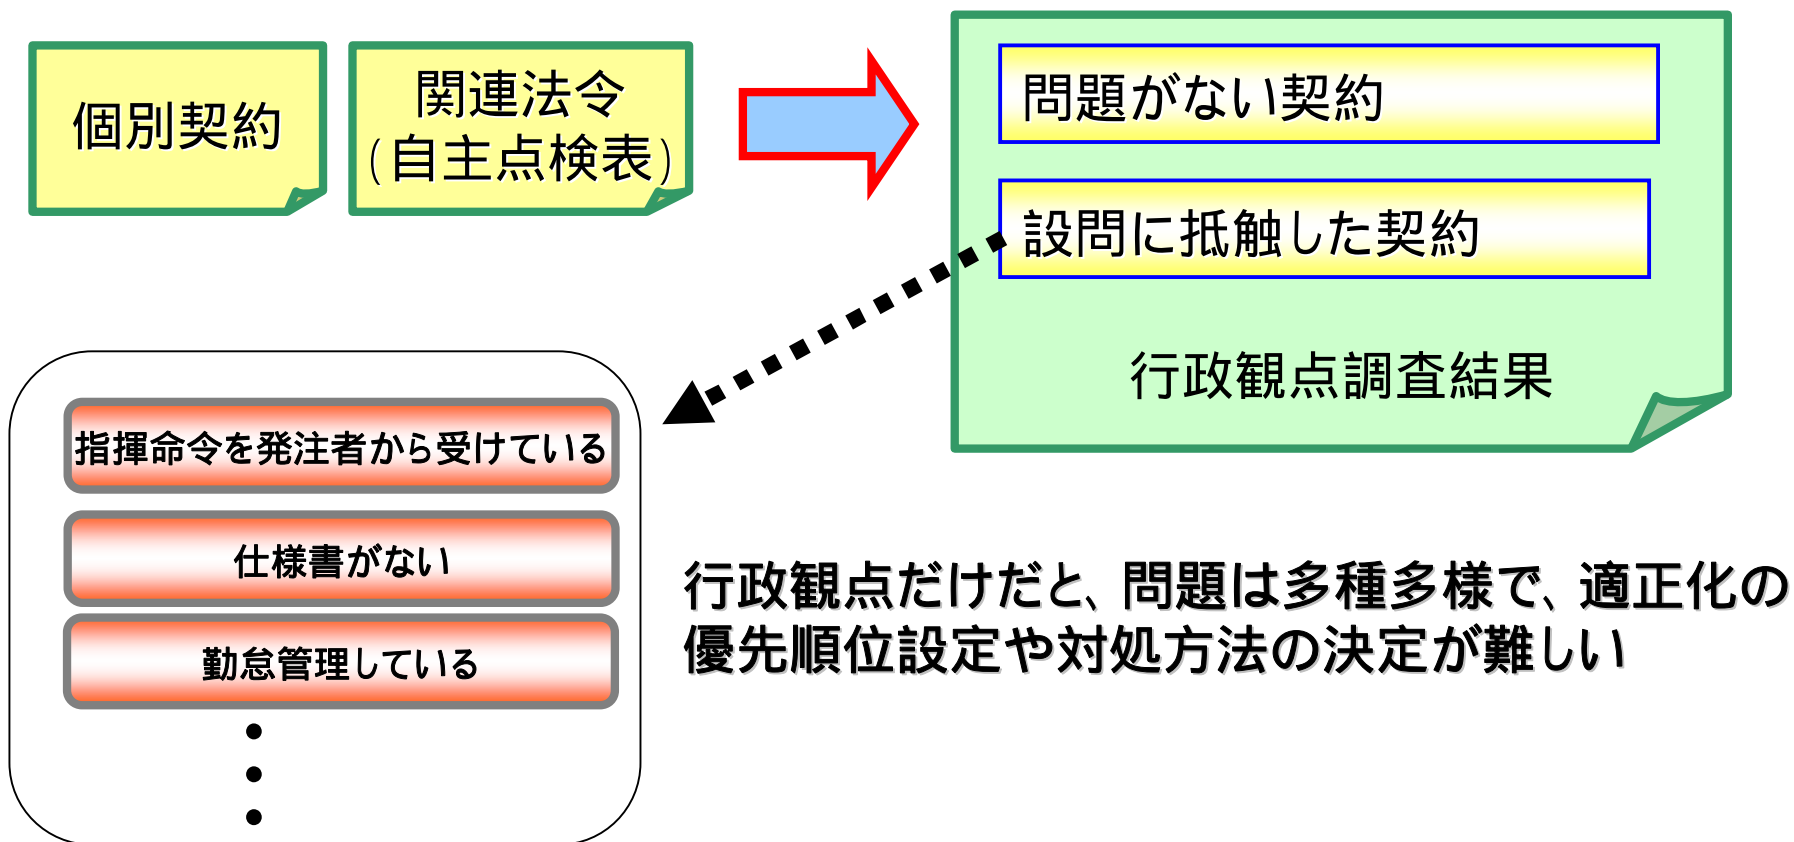 個別契約
関連法令
(自主点検表)
問題がない契約
設問に抵触した契約
行政観点調査結果
指揮命令を発注者から受けている
仕様書がない
勤怠管理している
・
・
・
行政観点だけだと、問題は多種多様で、適正化の
優先順位設定や対処方法の決定が難しい